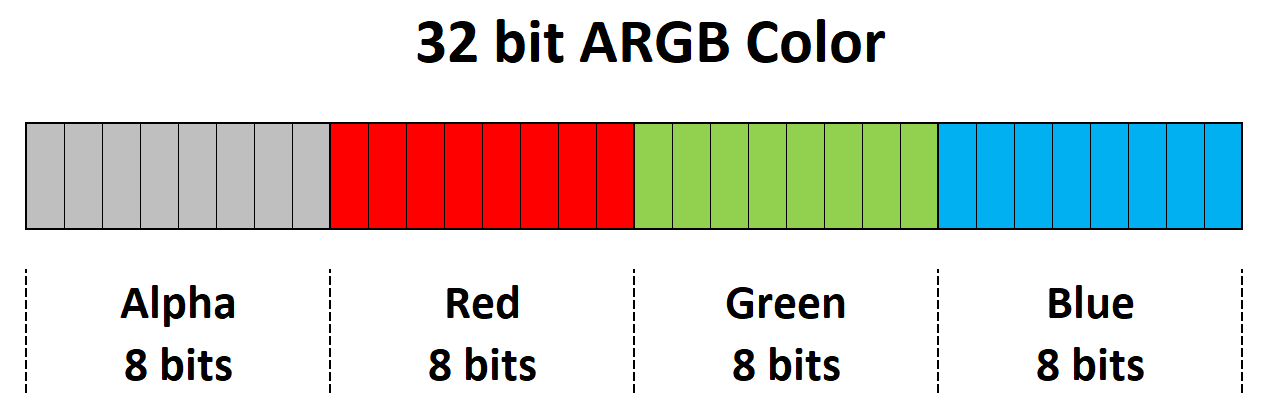 32 bit ARGB Color
Alpha Red Green Blue
8 bits 8 bits 8 bits 8 bits